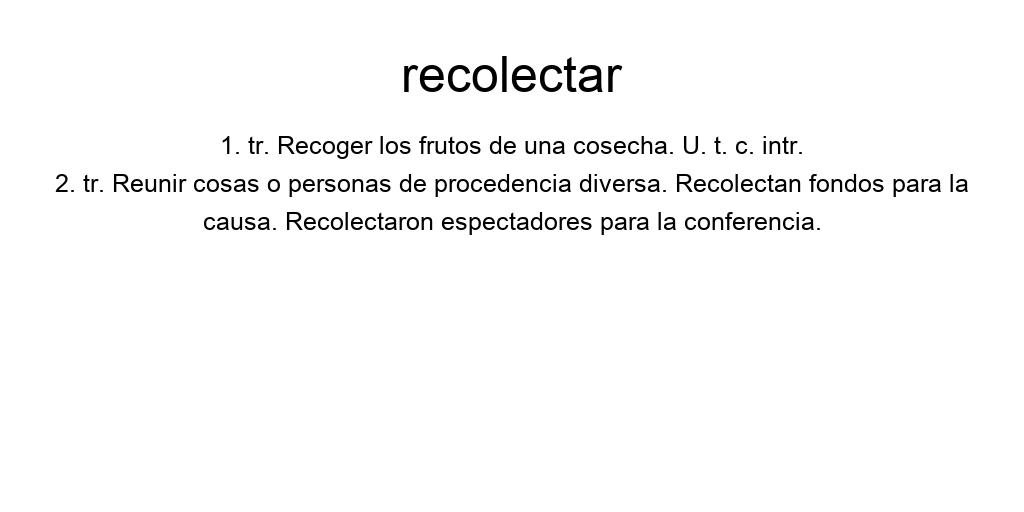 recolectar
1. tr. Recoger los frutos de una cosecha. U. t. c. intr.
2. tr. Reunir cosas o personas de procedencia diversa. Recolectan fondos para la
causa. Recolectaron espectadores para la conferencia.